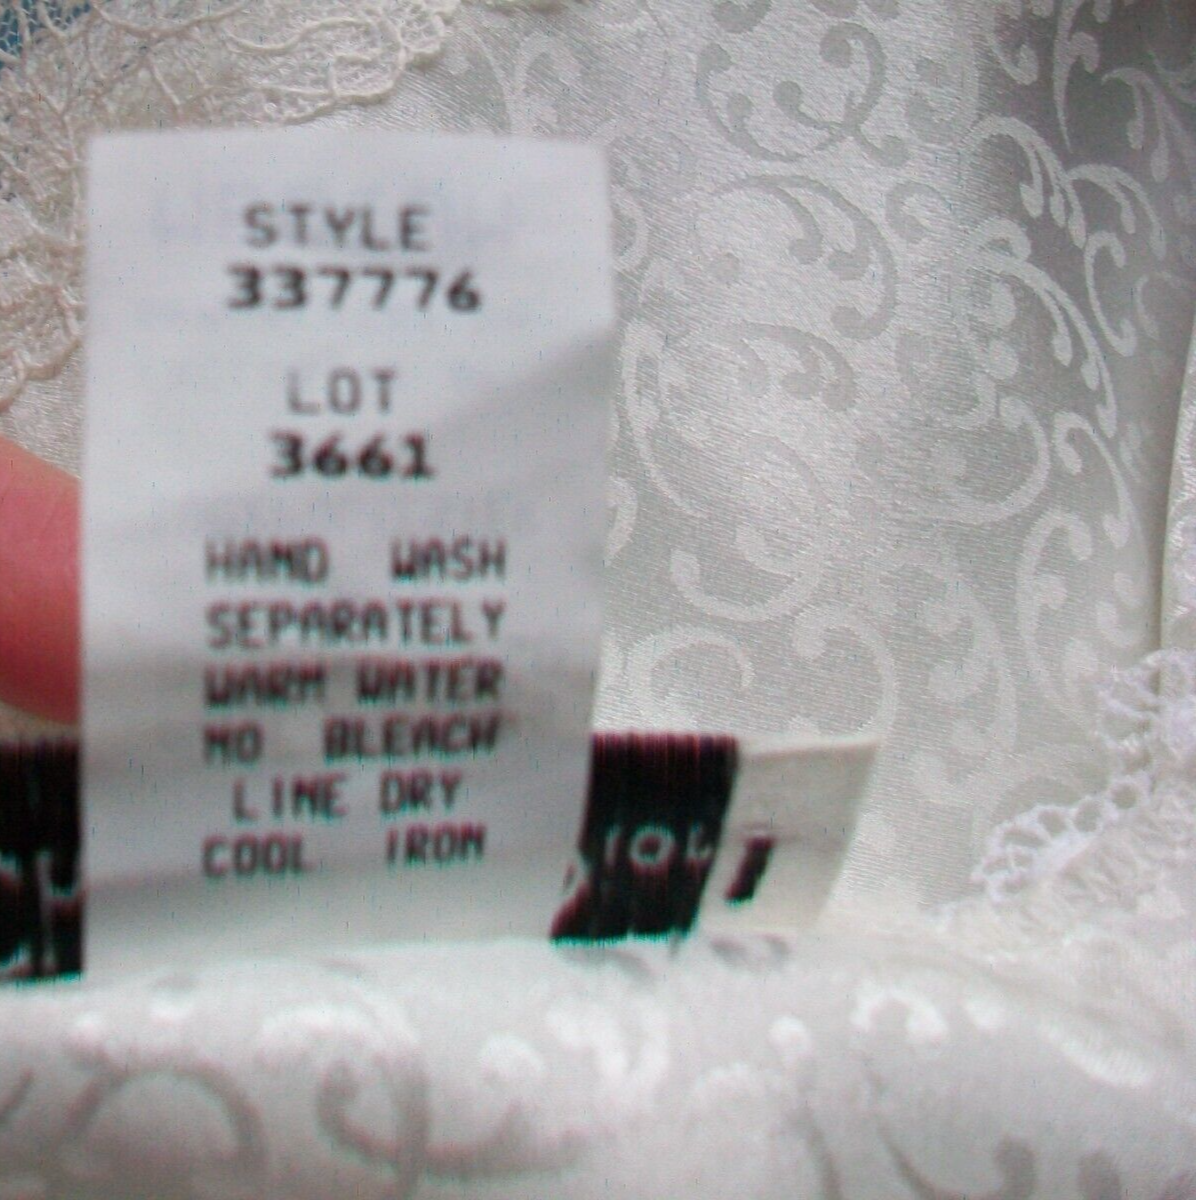 STYLE
337776
LOT
3661
HAND WASH
SEPARATELY
WARM WATER
NO BLEACH
LINE DRY
COOL IRON